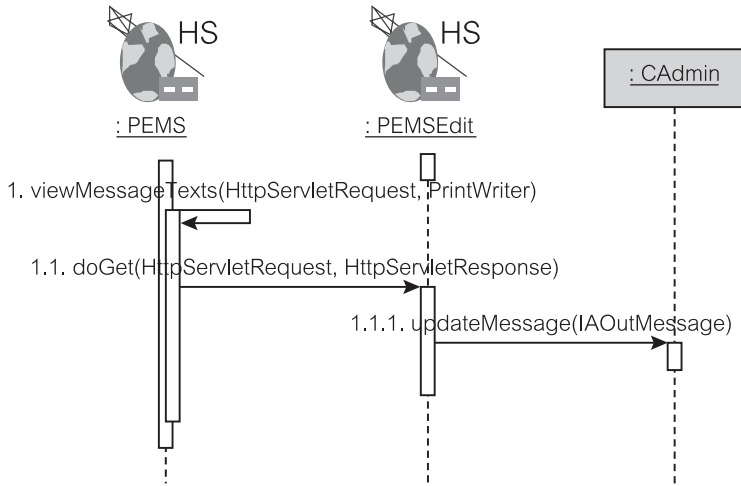 HS
HS
: CAdmin
: PEMS
: PEMSEdit
1. viewMessageTexts(HttpServletRequest, PrintWriter)
1.1. doGet(HttpServletRequest, HttpServletResponse)
1.1.1. updateMessage(IAOutMessage)